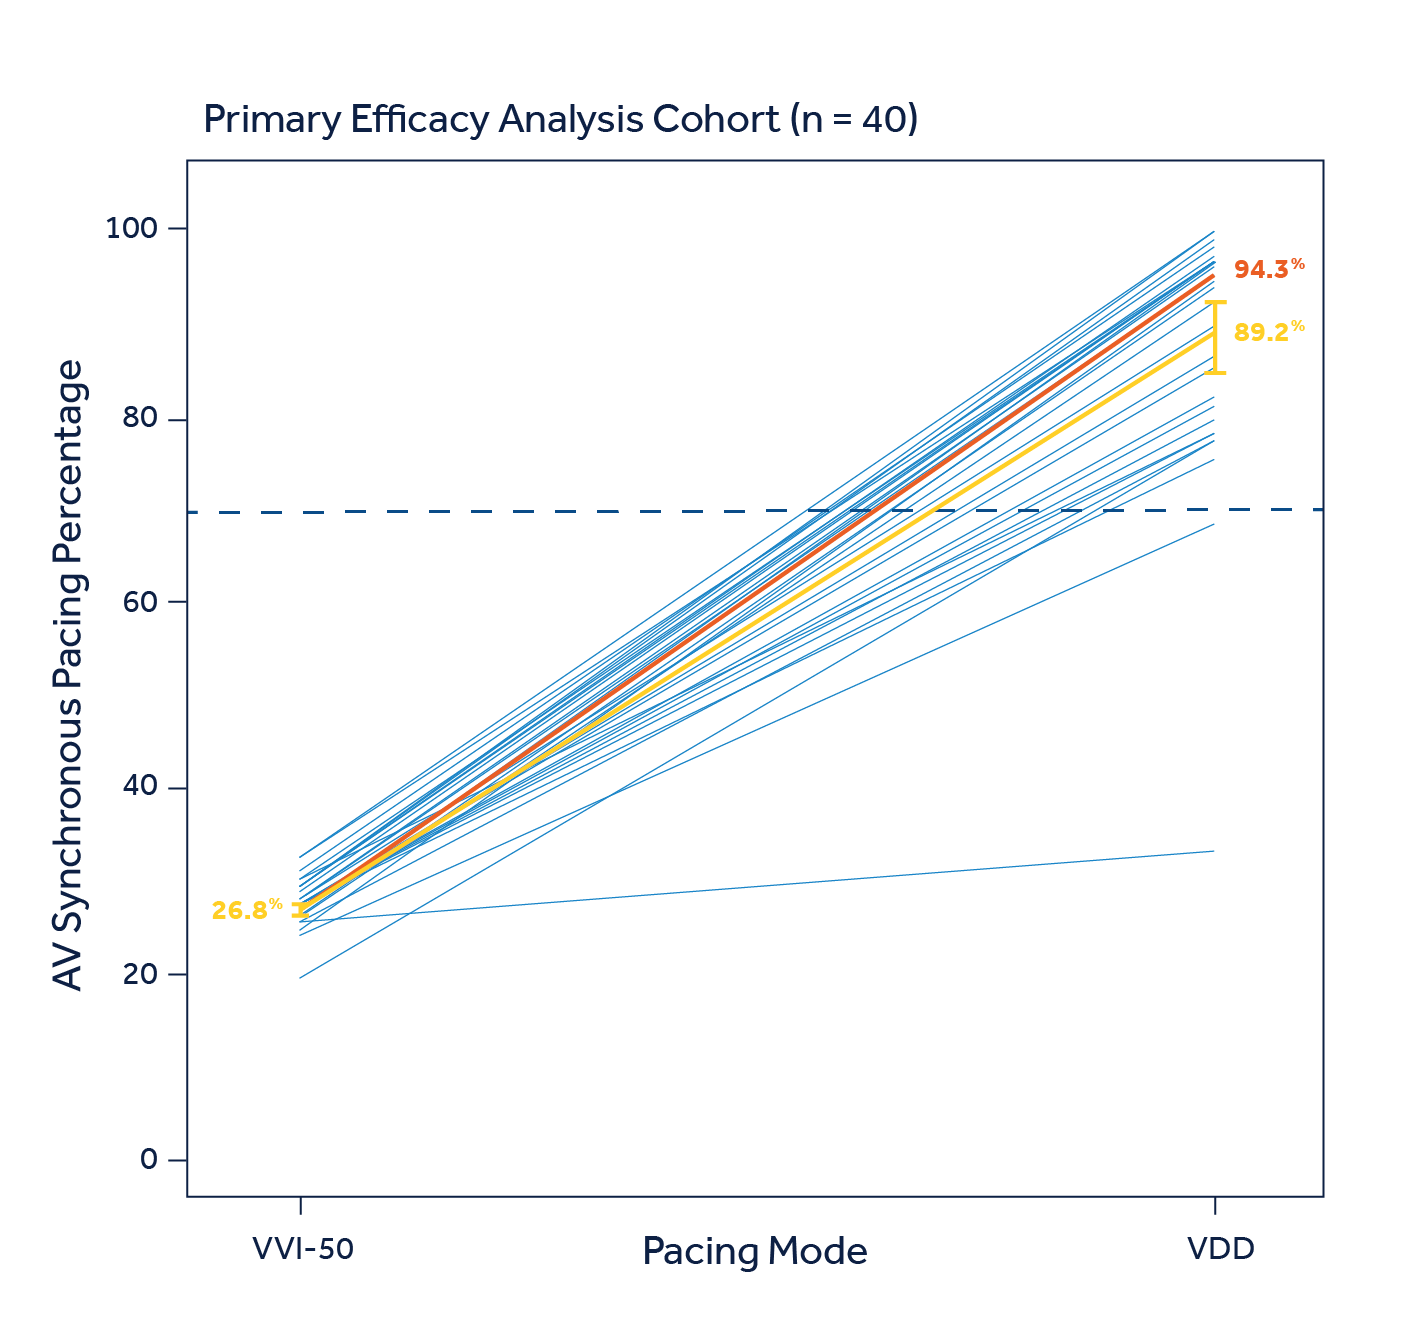 Primary Efficacy Analysis Cohort (n = 40)
AV Synchronous Pacing Percentage
100
80
60
40
20
0
94.3%
89.2%
26.8%
VVI-50
Pacing Mode
VDD